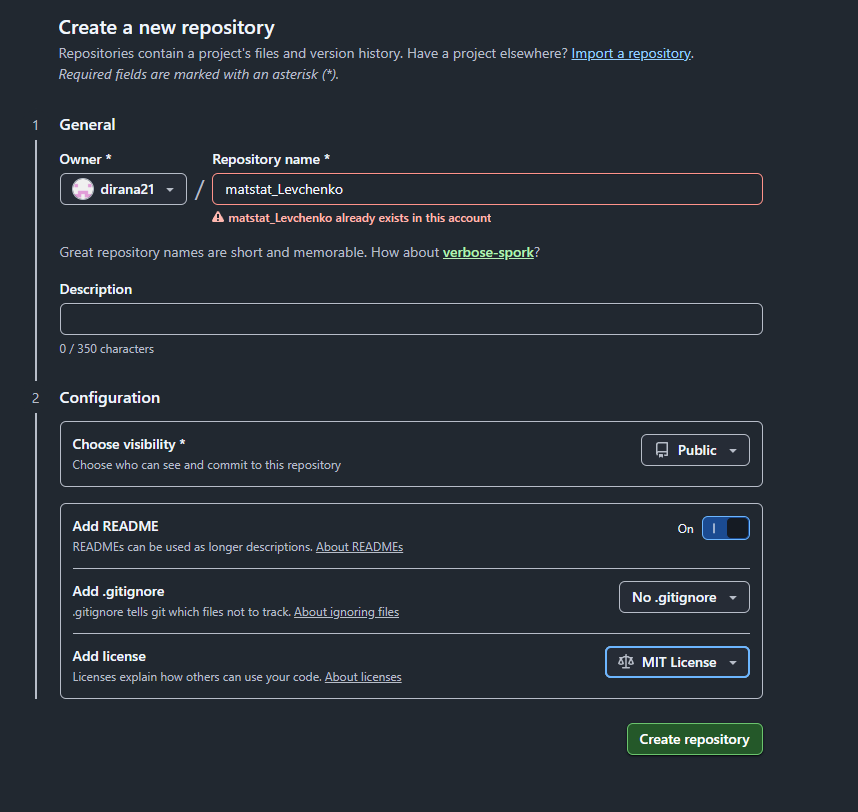 Create a new repository
Repositories contain a project's files and version history. Have a project elsewhere? Import a repository.
Required fields are marked with an asterisk (*).
1 General
Owner * Repository name *
dirana21 / matstat_Levchenko
matstat_Levchenko already exists in this account
Great repository names are short and memorable. How about verbose-spork?
Description
0 / 350 characters
2 Configuration
Choose visibility *
Choose who can see and commit to this repository
Public
Add README
READMEs can be used as longer descriptions. About READMEs
On
Add .gitignore
.gitignore tells git which files not to track. About ignoring files
No .gitignore
Add license
Licenses explain how others can use your code. About licenses
MIT License
Create repository